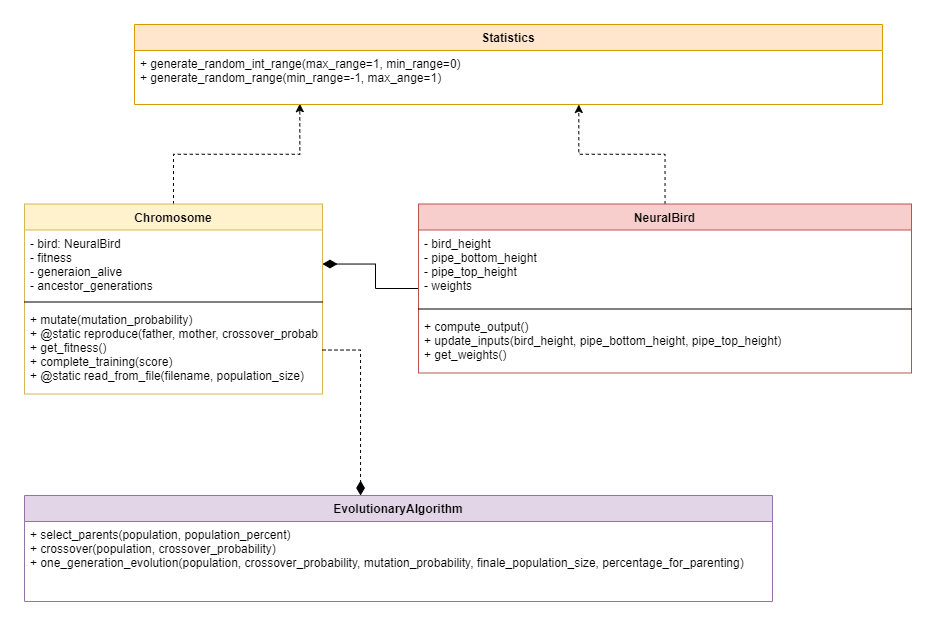 Statistics
+ generate_random_int_range(max_range=1, min_range=0)
+ generate_random_range(min_range=-1, max_ange=1)
Chromosome
- bird: NeuralBird
- fitness
- generaion_alive
- ancestor_generations
+ mutate(mutation_probability)
+ @static reproduce(father, mother, crossover_probab
+ get_fitness()
+ complete_training(score)
+ @static read_from_file(filename, population_size)
NeuralBird
- bird_height
- pipe_bottom_height
- pipe_top_height
- weights
+ compute_output()
+ update_inputs(bird_height, pipe_bottom_height, pipe_top_height)
+ get_weights()
EvolutionaryAlgorithm
+ select_parents(population, population_percent)
+ crossover(population, crossover_probability)
+ one_generation_evolution(population, crossover_probability, mutation_probability, finale_population_size, percentage_for_parenting)